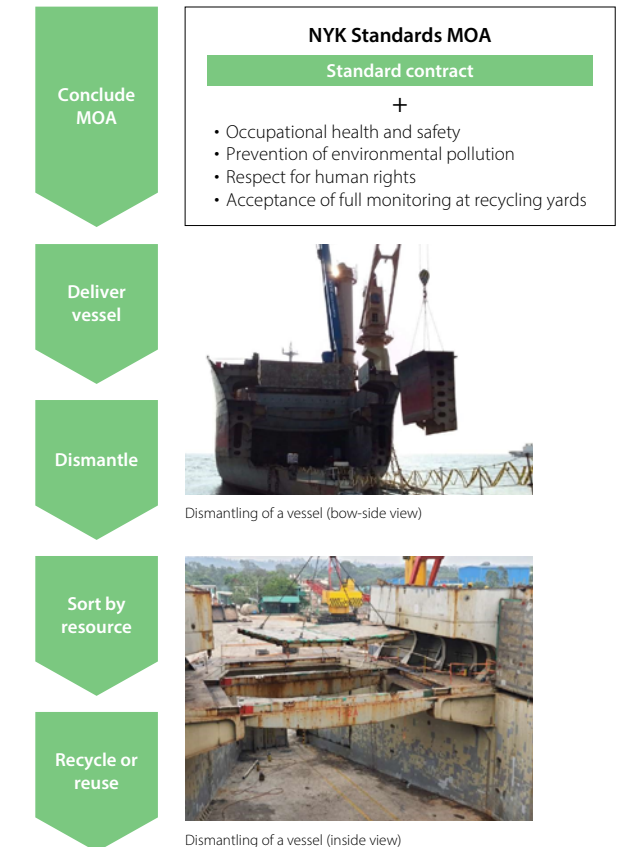 Conclude
MOA
NYK Standards MOA
Standard contract
+
• Occupational health and safety
• Prevention of environmental pollution
• Respect for human rights
• Acceptance of full monitoring at recycling yards
Deliver
vessel
Dismantle
Dismantling of a vessel (bow-side view)
Sort by
resource
Recycle or
reuse
Dismantling of a vessel (inside view)